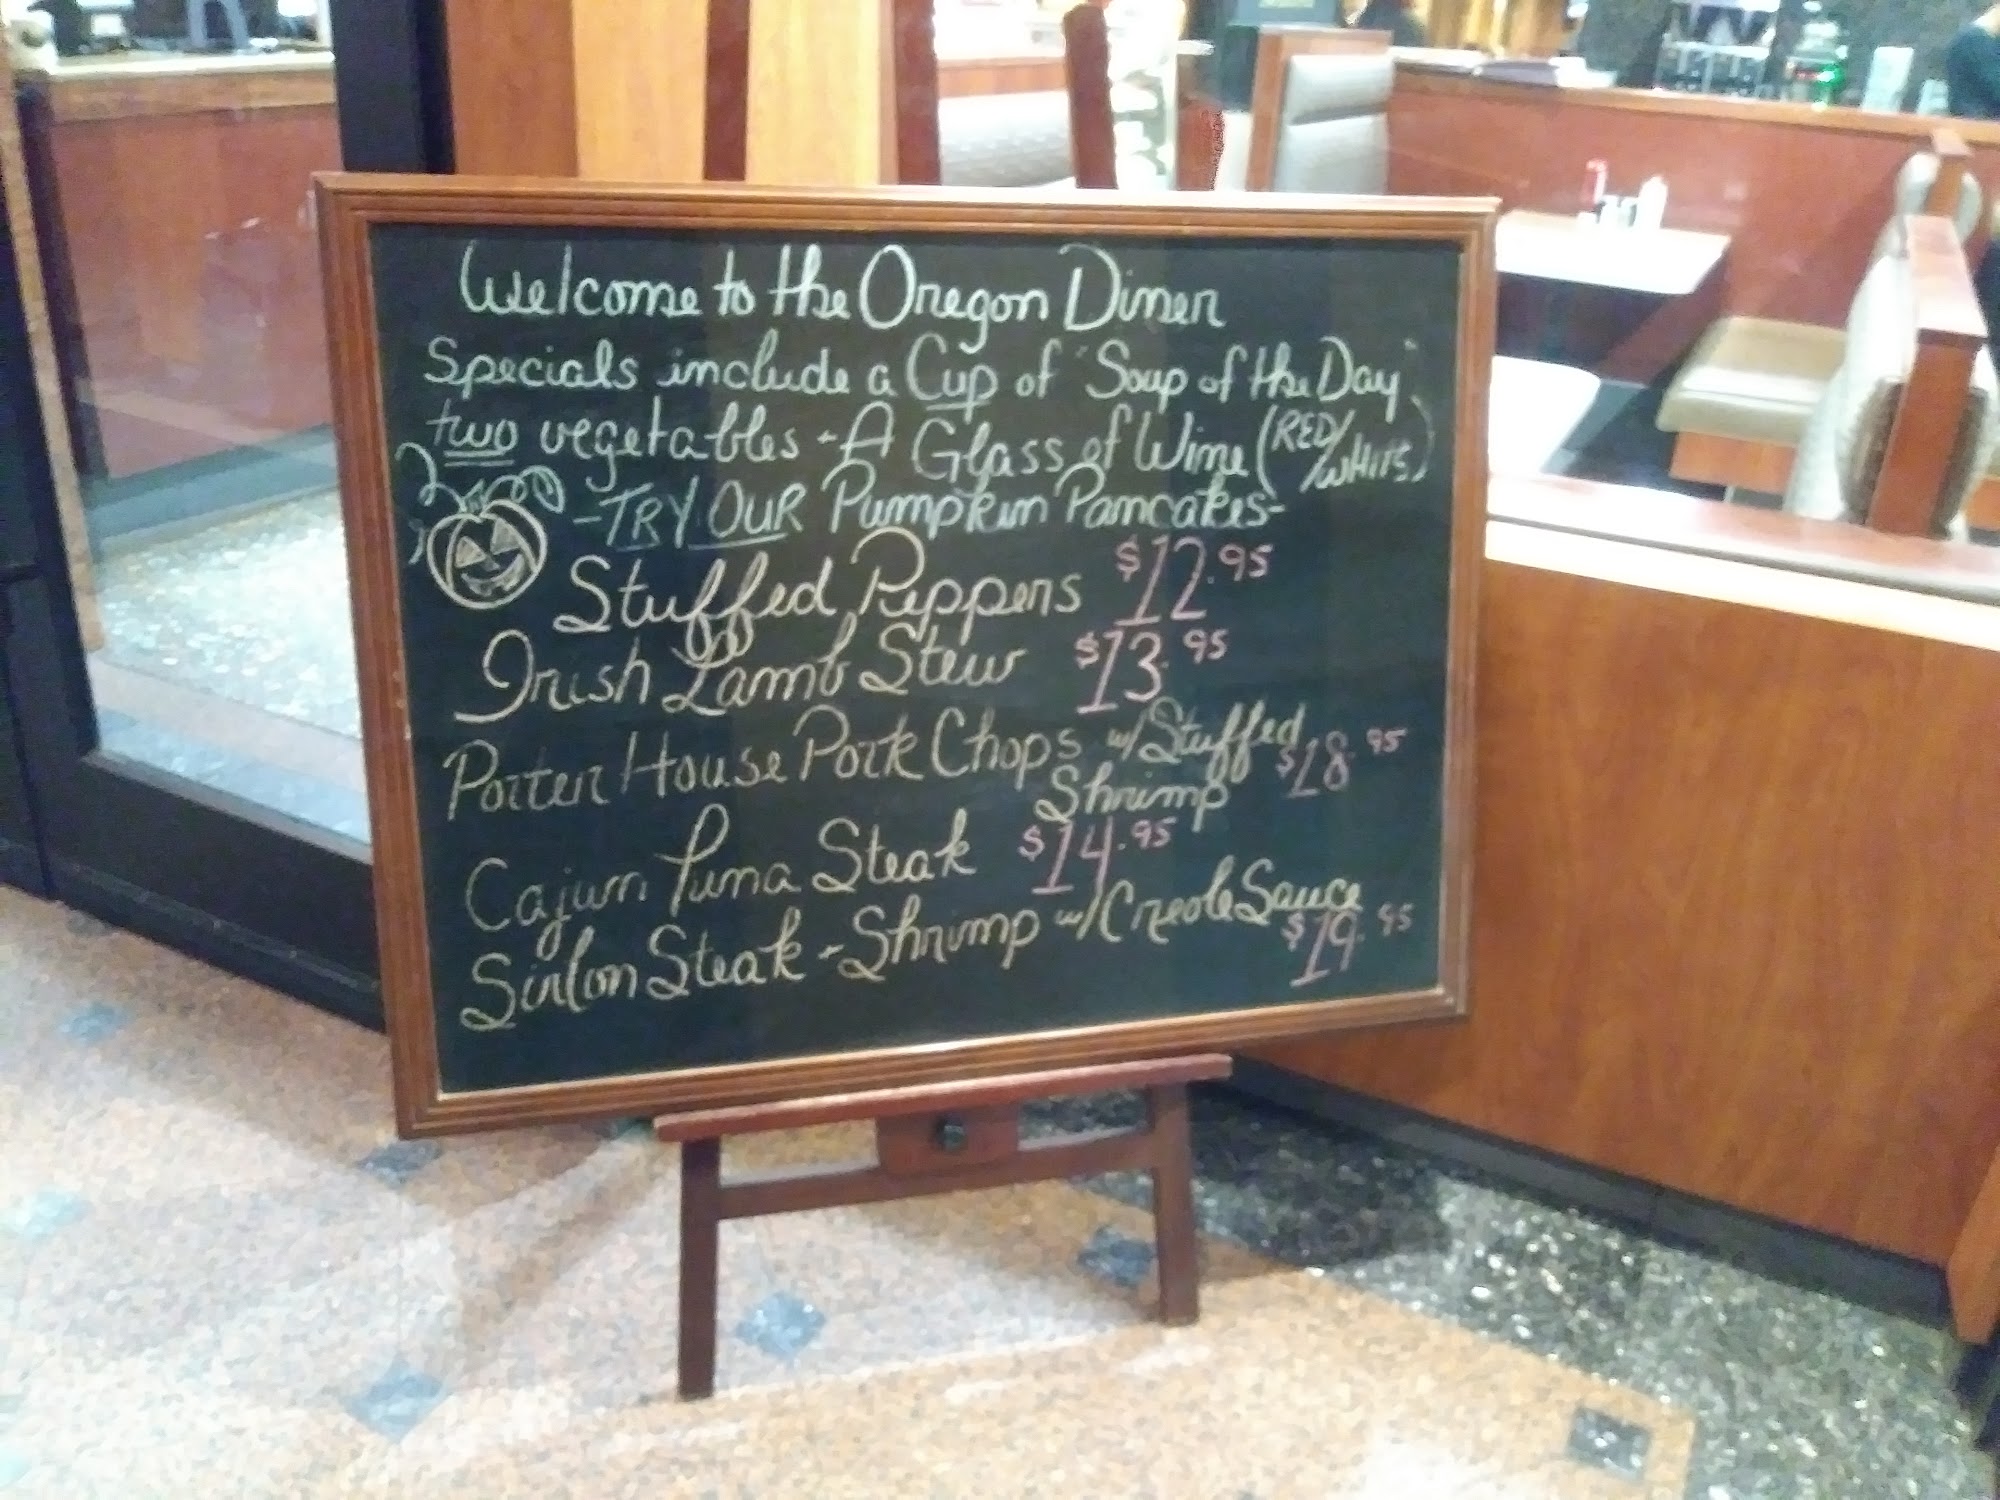 Welcome to the Oregon Diner
Specials include a Cup of "Soup of the Day"
two vegetables + A Glass of Wine (RED/WHITE)
-TRY OUR Pumpkin Pancakes-
Stuffed Peppers $12.95
Irish Lamb Stew $13.95
Porter House Pork Chops w/ Stuffed
Shrimp $18.95
Cajun Tuna Steak $14.95
Sirlon Steak + Shrimp w/ Creole Sauce
$19.95